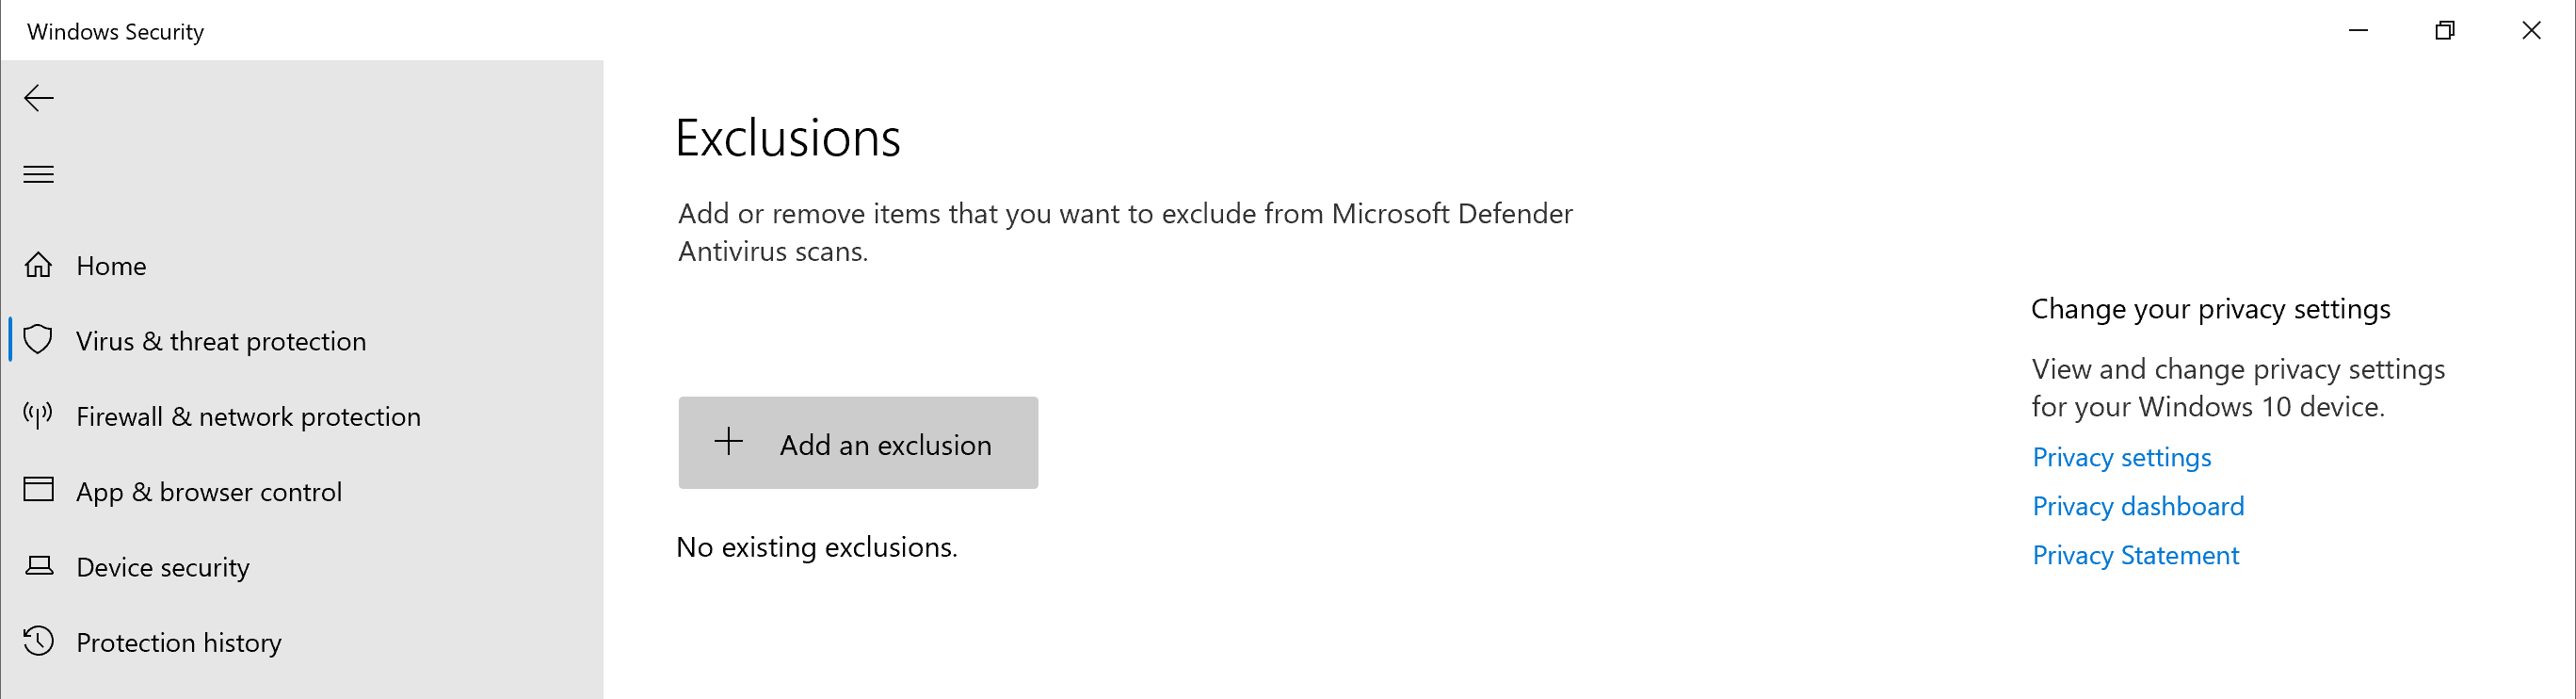 Windows Security
Home
Virus & threat protection
Firewall & network protection
App & browser control
Device security
Protection history
Exclusions
Add or remove items that you want to exclude from Microsoft Defender
Antivirus scans.
Add an exclusion
No existing exclusions.
Change your privacy settings
View and change privacy settings
for your Windows 10 device.
Privacy settings
Privacy dashboard
Privacy Statement